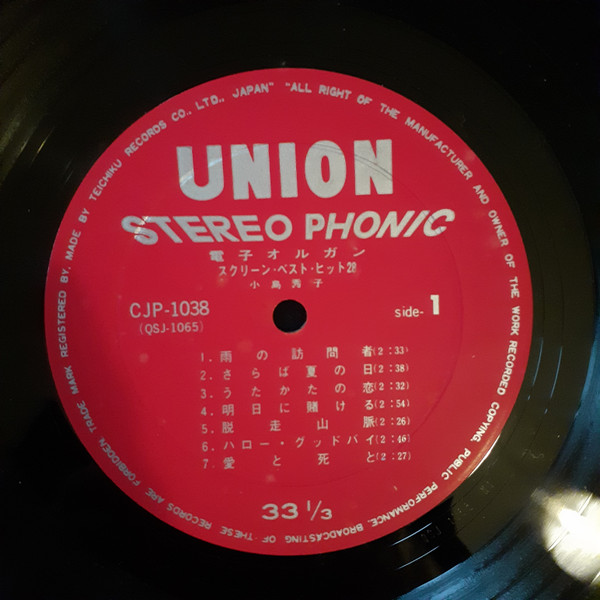 REGISTERED BY. MADE BY TEICHIKU RECORDS CO., LTD., JAPAN" "ALL RIGHT OF THE MANUFACTURER AND OWNER OF THE WORK RECORDED
UNION
STEREO PHONIC
電子オルガン
スクリーン・ベスト・ヒット28
小島秀子
CJP-1038
(QSJ-1065)
side-1
1. 雨の訪問者(2:33)
2. さらば夏の日(2:38)
3. うたかたの恋(2:32)
4. 明日に賭ける(2:54)
5. 脱走山脈(2:26)
6. ハロー・グッドバイ(2:46)
7. 愛と死と(2:27)
33 1/3
COPYING, PUBLIC PERFORMANCE, BROADCASTING OF THESE RECORDS ARE FORBIDDEN. TRADE MARK